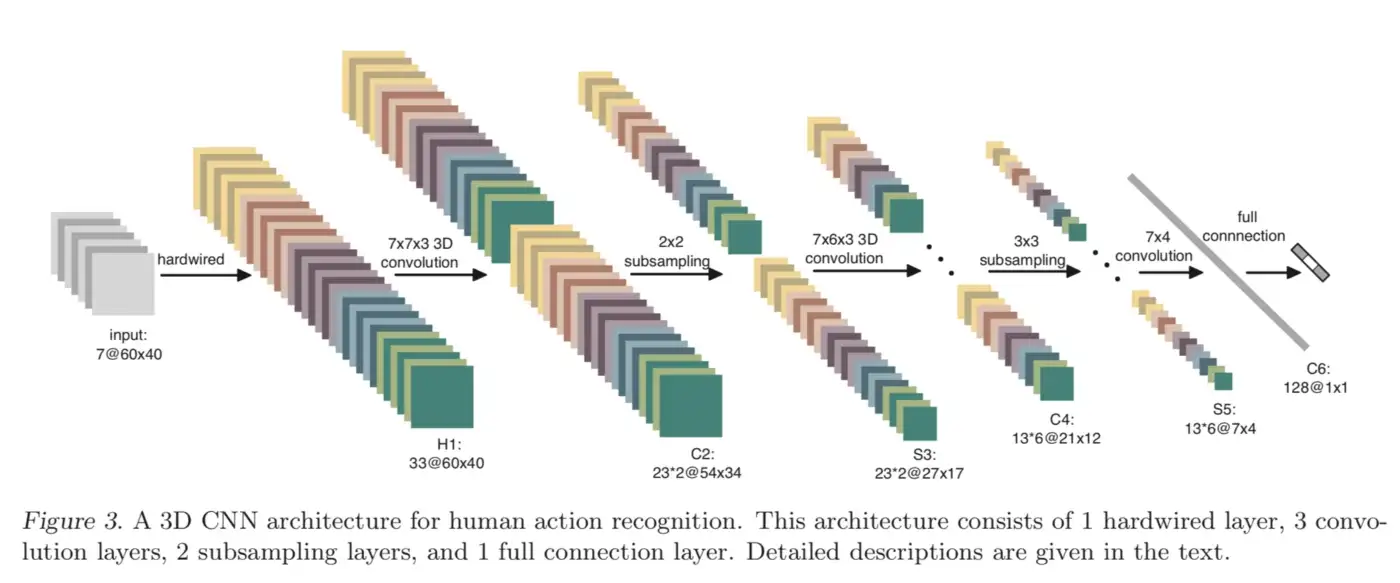 hardwired
7x7x3 3D
convolution
2x2
subsampling
7x6x3 3D
convolution
3x3
subsampling
7x4
convolution
full
connnection
input:
7@60x40
H1:
33@60x40
C2:
23*2@54x34
S3:
23*2@27x17
C4:
13*6@21x12
S5:
13*6@7x4
C6:
128@1x1
Figure 3. A 3D CNN architecture for human action recognition. This architecture consists of 1 hardwired layer, 3 convo-
lution layers, 2 subsampling layers, and 1 full connection layer. Detailed descriptions are given in the text.